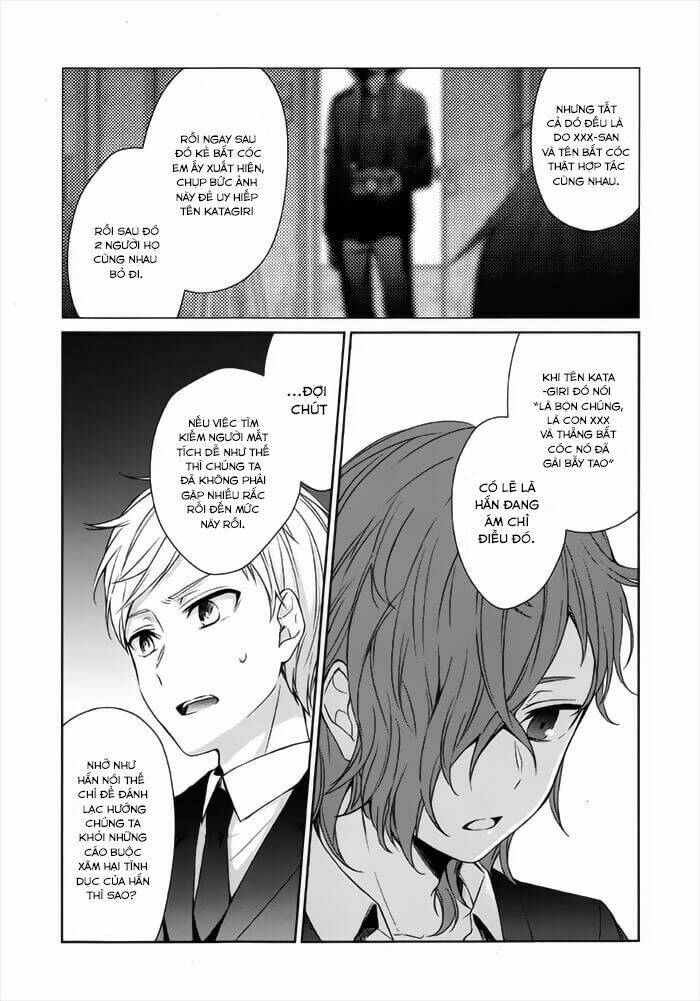 NHƯNG TẤT
CẢ DÓ ĐỀU LÀ
DO XXX-SAN
VÀ TÊN BẮT CÓC
THẬT HỢP TÁC
CÙNG NHAU.
RỒI NGAY SAU
ĐÓ KẺ BẮT CÓC
EM ẤY XUẤT HIỆN,
CHỤP BỨC ẢNH
NÀY ĐỂ UY HIẾP
TÊN KATAGIRI
RỒI SAU ĐÓ
2 NGƯỜI HỌ
CÙNG NHAU
BỎ ĐI.
KHI TÊN KATA
-GIRI ĐÓ NÓI
“LÀ BỌN CHÚNG,
LÀ CON XXX
VÀ THẰNG BẮT
CÓC NÓ ĐÃ
GÀI BẪY TAO”
CÓ LẼ LÀ
HẮN ĐANG
ÁM CHỈ
ĐIỀU ĐÓ.
...ĐỢI
CHÚT
NẾU VIỆC TÌM
KIẾM NGƯỜI MẤT
TÍCH DỄ NHƯ THẾ
THÌ CHÚNG TA
ĐÃ KHÔNG PHẢI
GẶP NHIỀU RẮC
RỐI ĐẾN MỨC
NÀY RỒI.
NHỠ NHƯ
HẮN NÓI THẾ
CHỈ ĐỂ ĐÁNH
LẠC HƯỚNG
CHÚNG TA
KHỎI NHỮNG
CÁO BUỘC
XÂM HẠI TÌNH
DỤC CỦA HẮN
THÌ SAO?